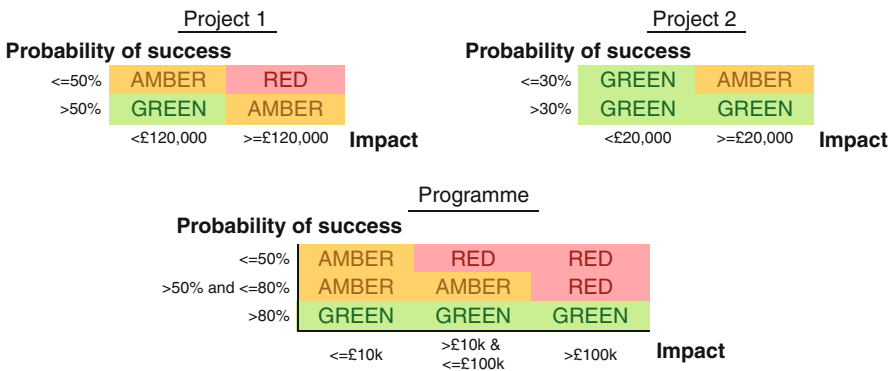 Project 1
Probability of success
<=50% AMBER RED
>50% GREEN AMBER
<£120,000 >=£120,000 Impact
Project 2
Probability of success
<=30% GREEN AMBER
>30% GREEN GREEN
<£20,000 >=£20,000 Impact
Programme
Probability of success
<=50% AMBER RED RED
>50% and <=80% AMBER AMBER RED
>80% GREEN GREEN GREEN
<=£10k >£10k & <=£100k >£100k Impact